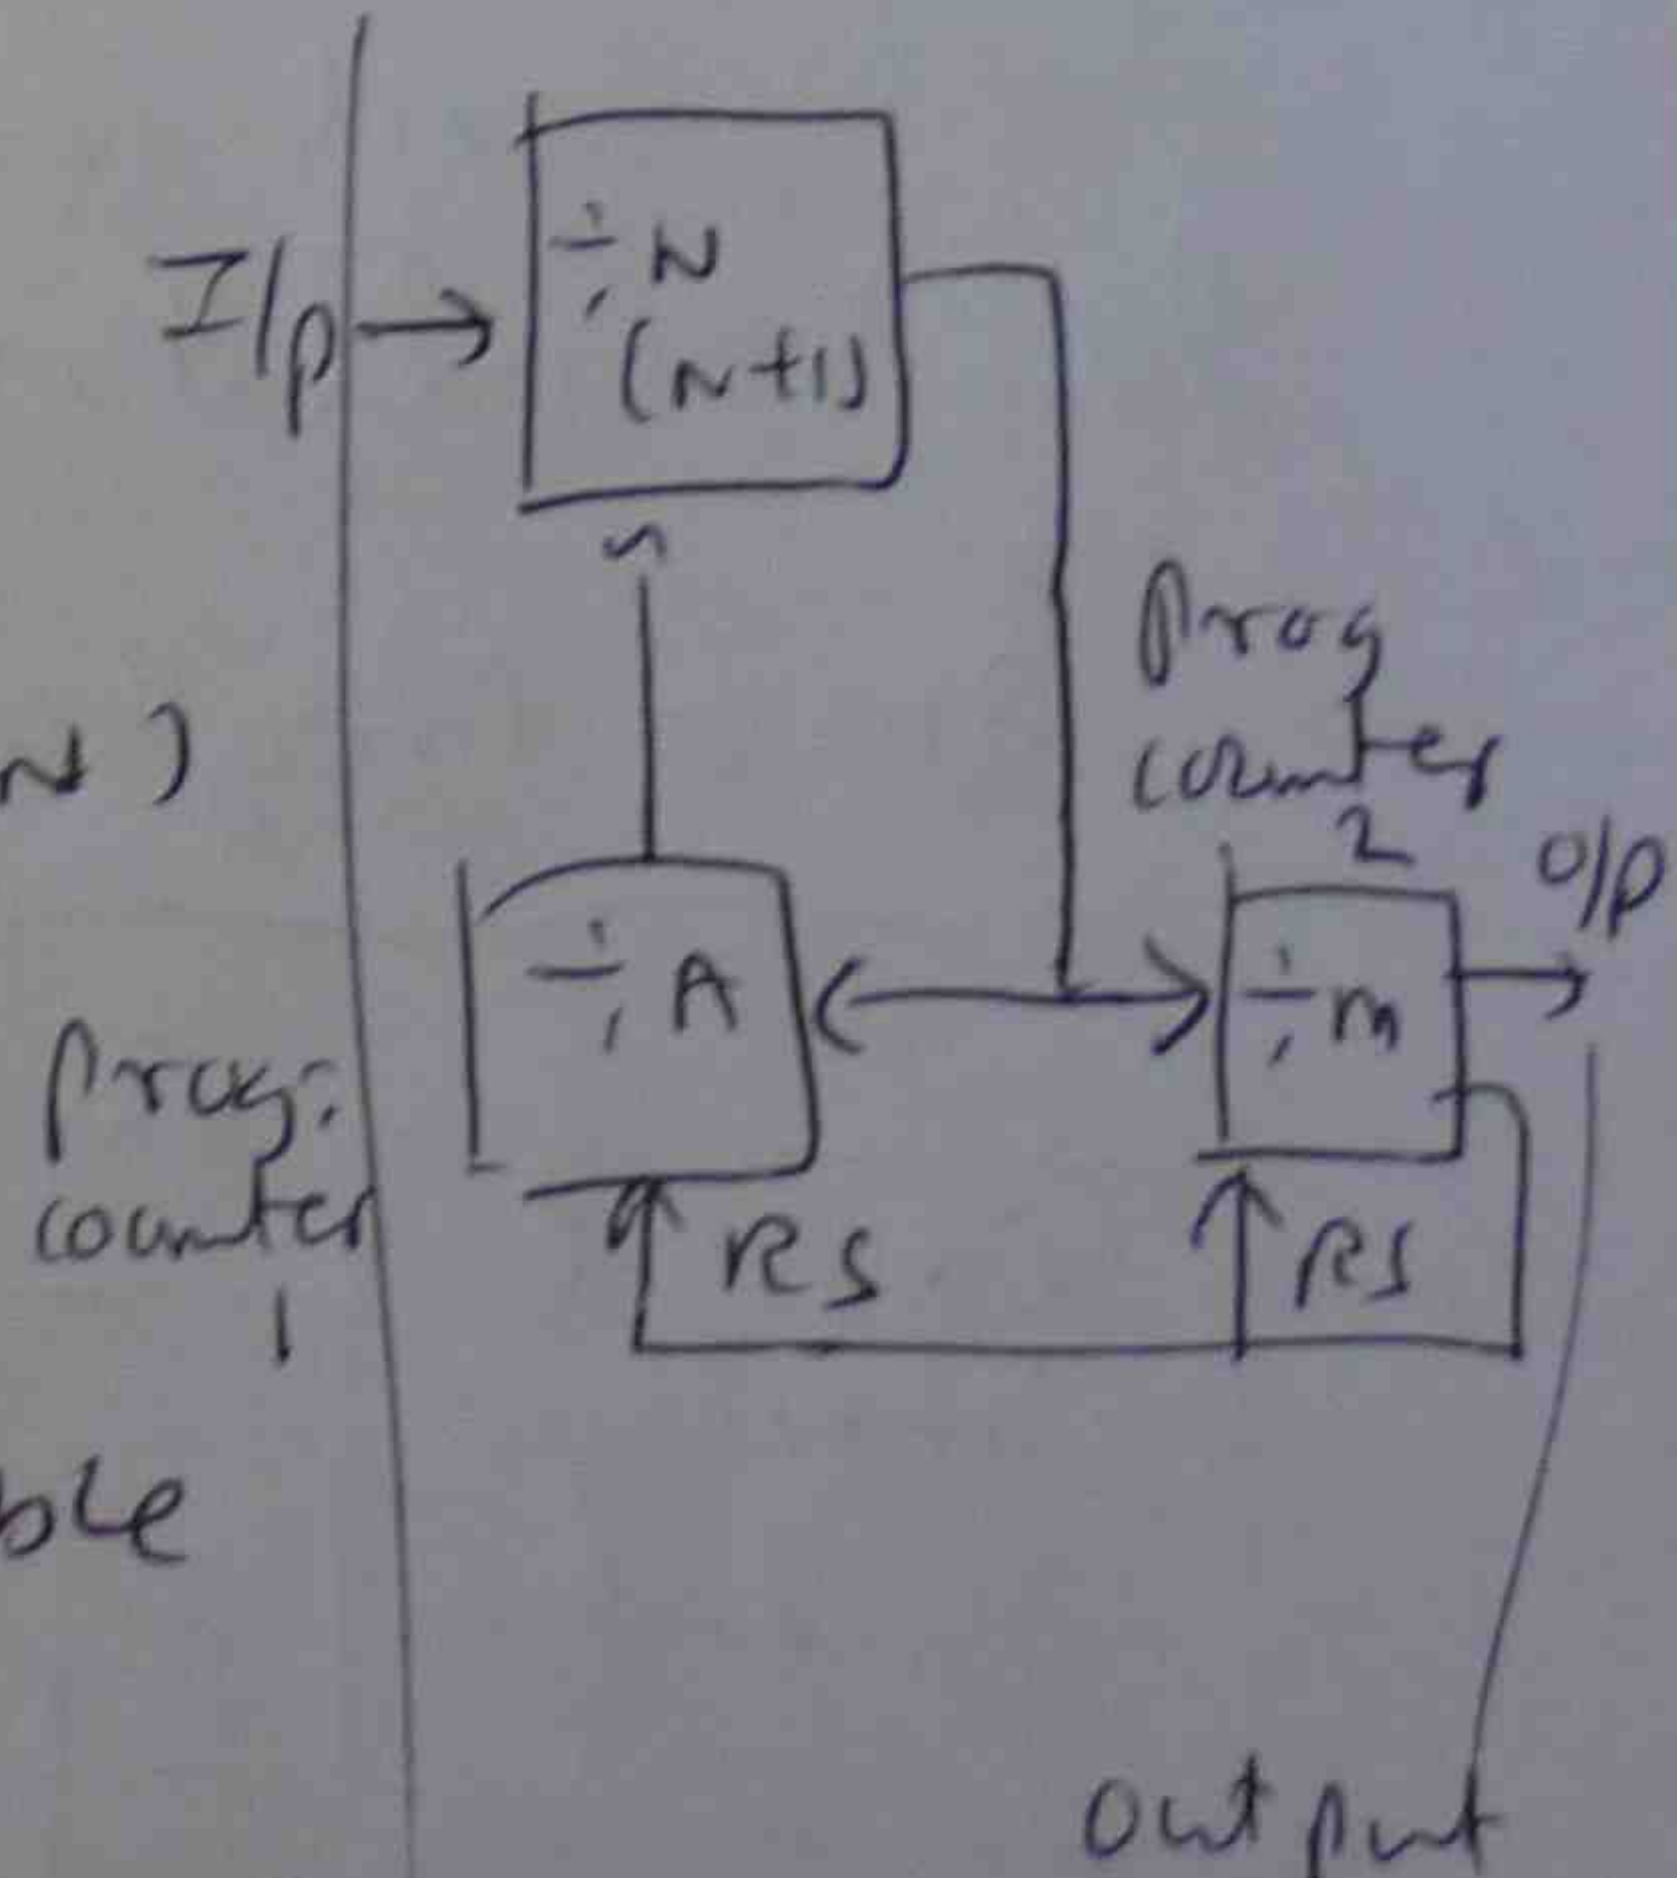 ÷ N
(N+1)
I/p
S
Prog
counter
2
O/P
N)
÷ A
÷ m
Prog.
counter
1
RS
RS
ble
output